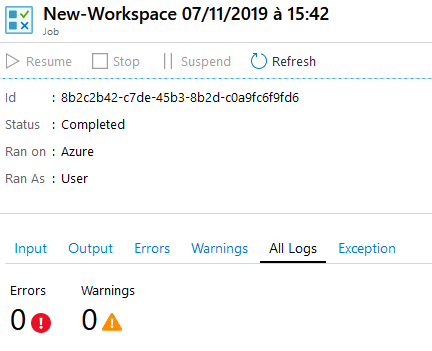 New-Workspace 07/11/2019 à 15:42
Job
Resume Stop Suspend Refresh
Id : 8b2c2b42-c7de-45b3-8b2d-c0a9fc6f9fd6
Status : Completed
Ran on : Azure
Ran As : User
Input Output Errors Warnings All Logs Exception
Errors Warnings
0 0